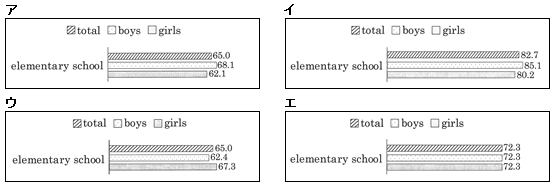 ア
total boys girls
elementary school
65.0
68.1
62.1
イ
total boys girls
elementary school
82.7
85.1
80.2
ウ
total boys girls
elementary school
65.0
62.4
67.3
エ
total boys girls
elementary school
72.3
72.3
72.3